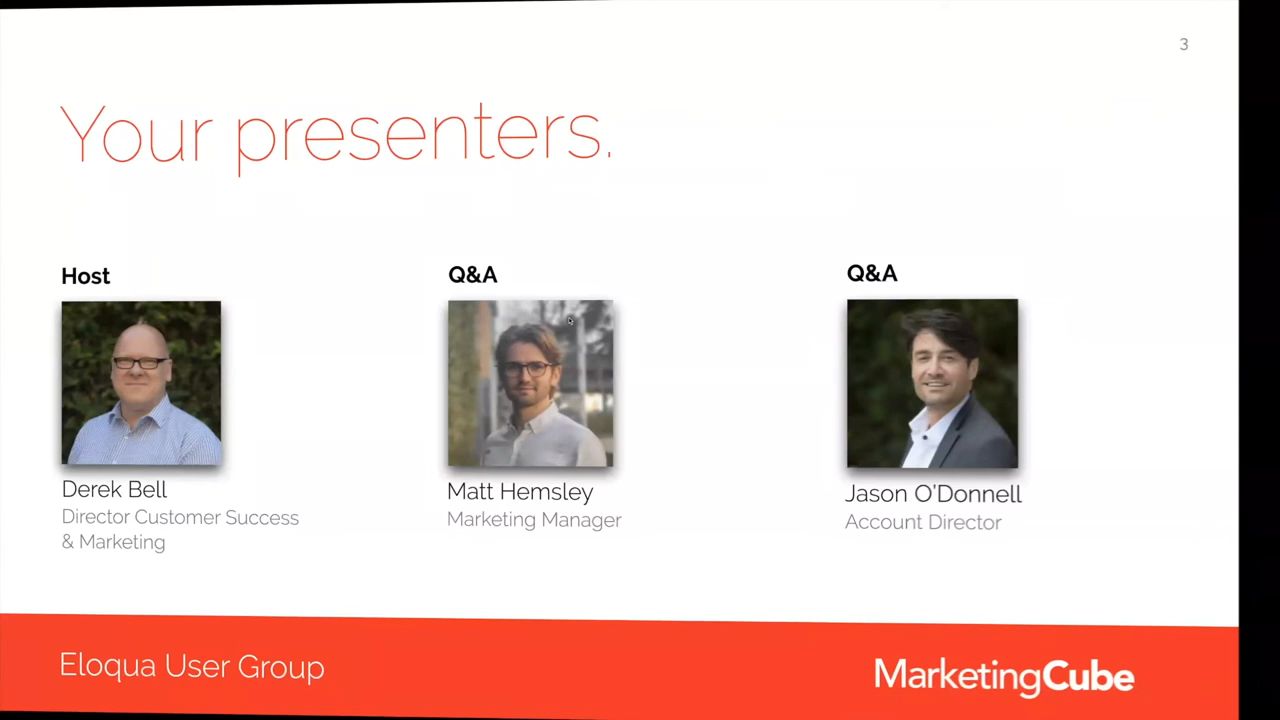 3
Your presenters.
Host
Q&A
Q&A
Derek Bell
Director Customer Success
& Marketing
Matt Hemsley
Marketing Manager
Jason O'Donnell
Account Director
Eloqua User Group
MarketingCube